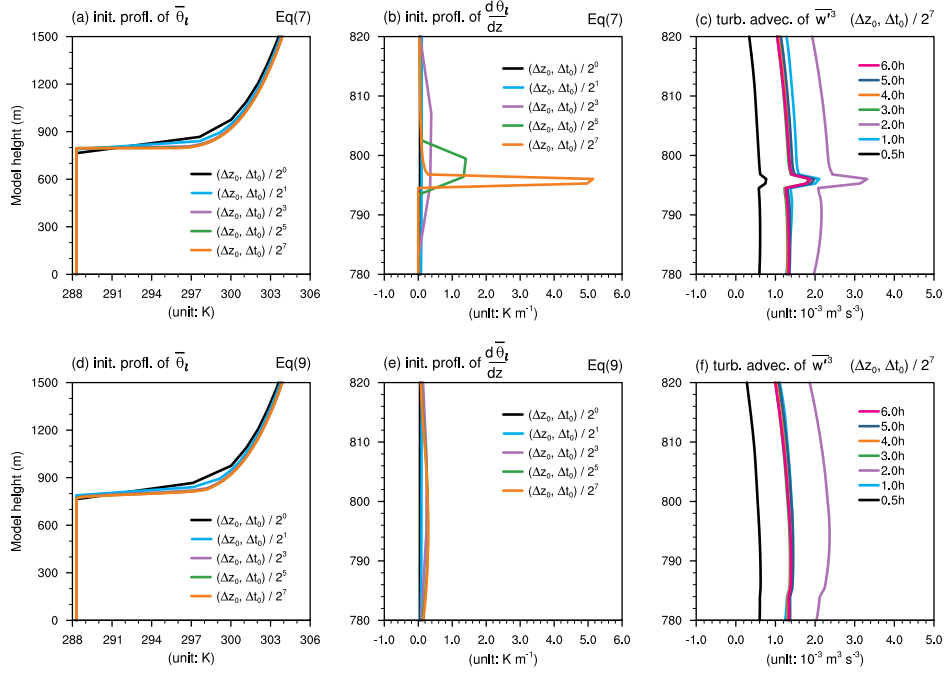 (a) init. profl. of θ̅ₗ Eq(7)
1500
1200
900
600
300
0
Model height (m)
(Δz₀, Δt₀) / 2⁰
(Δz₀, Δt₀) / 2¹
(Δz₀, Δt₀) / 2³
(Δz₀, Δt₀) / 2⁵
(Δz₀, Δt₀) / 2⁷
288 291 294 297 300 303 306
(unit: K)
(b) init. profl. of d θ̅ₗ / dz Eq(7)
820
810
800
790
780
(Δz₀, Δt₀) / 2⁰
(Δz₀, Δt₀) / 2¹
(Δz₀, Δt₀) / 2³
(Δz₀, Δt₀) / 2⁵
(Δz₀, Δt₀) / 2⁷
-1.0 0.0 1.0 2.0 3.0 4.0 5.0 6.0
(unit: K m⁻¹)
(c) turb. advec. of w'³ (Δz₀, Δt₀) / 2⁷
820
810
800
790
780
6.0h
5.0h
4.0h
3.0h
2.0h
1.0h
0.5h
-1.0 0.0 1.0 2.0 3.0 4.0 5.0
(unit: 10⁻³ m³ s⁻³)
(d) init. profl. of θ̅ₗ Eq(9)
1500
1200
900
600
300
0
Model height (m)
(Δz₀, Δt₀) / 2⁰
(Δz₀, Δt₀) / 2¹
(Δz₀, Δt₀) / 2³
(Δz₀, Δt₀) / 2⁵
(Δz₀, Δt₀) / 2⁷
288 291 294 297 300 303 306
(unit: K)
(e) init. profl. of d θ̅ₗ / dz Eq(9)
820
810
800
790
780
(Δz₀, Δt₀) / 2⁰
(Δz₀, Δt₀) / 2¹
(Δz₀, Δt₀) / 2³
(Δz₀, Δt₀) / 2⁵
(Δz₀, Δt₀) / 2⁷
-1.0 0.0 1.0 2.0 3.0 4.0 5.0 6.0
(unit: K m⁻¹)
(f) turb. advec. of w'³ (Δz₀, Δt₀) / 2⁷
820
810
800
790
780
6.0h
5.0h
4.0h
3.0h
2.0h
1.0h
0.5h
-1.0 0.0 1.0 2.0 3.0 4.0 5.0
(unit: 10⁻³ m³ s⁻³)